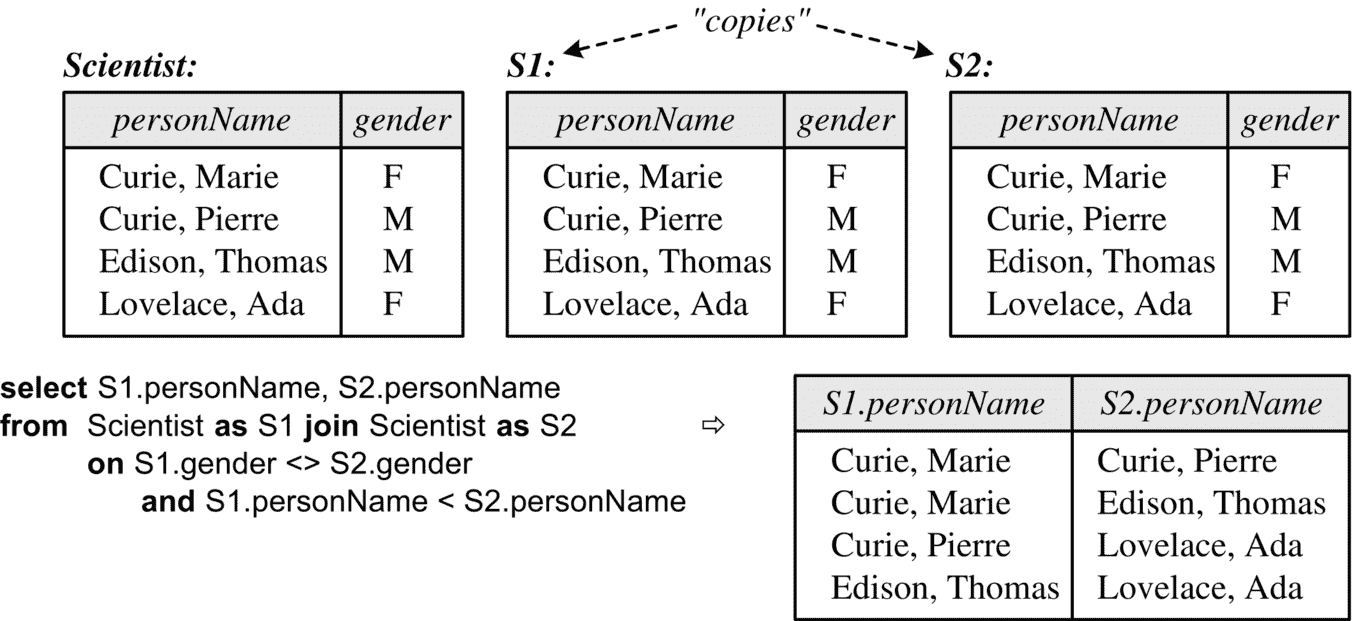 "copies"
Scientist: S1: S2:
personName gender personName gender personName gender
Curie, Marie F Curie, Marie F Curie, Marie F
Curie, Pierre M Curie, Pierre M Curie, Pierre M
Edison, Thomas M Edison, Thomas M Edison, Thomas M
Lovelace, Ada F Lovelace, Ada F Lovelace, Ada F
select S1.personName, S2.personName
from Scientist as S1 join Scientist as S2
on S1.gender <> S2.gender
and S1.personName < S2.personName
⇨
S1.personName S2.personName
Curie, Marie Curie, Pierre
Curie, Marie Edison, Thomas
Curie, Pierre Lovelace, Ada
Edison, Thomas Lovelace, Ada